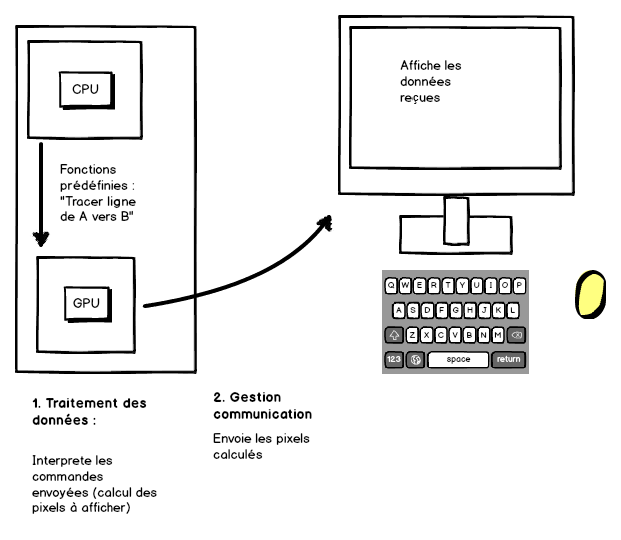 CPU
Fonctions
prédéfinies :
"Tracer ligne
de A vers B"
GPU
Affiche les
données
reçues
Q W E R T Y U I O P
A S D F G H J K L
Z X C V B N M
123 space return
1. Traitement des
données :
Interprete les
commandes
envoyées (calcul des
pixels à afficher)
2. Gestion
communication
Envoie les pixels
calculés